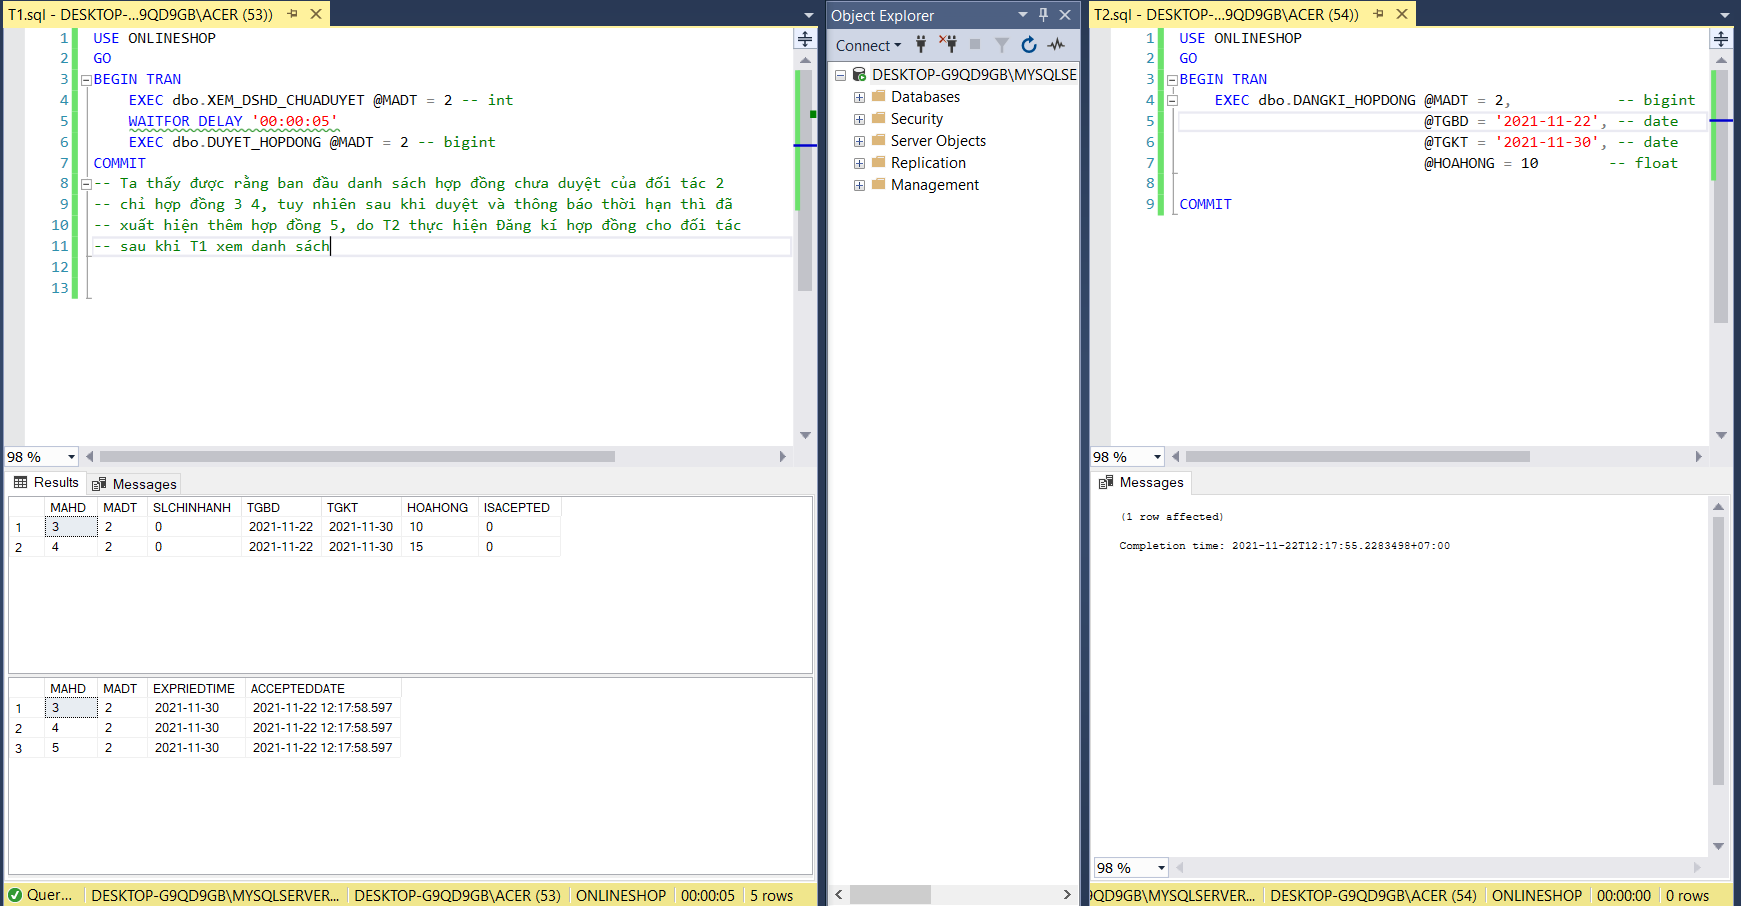 T1.sql - DESKTOP-...9QD9GB\ACER (53))
1 USE ONLINESHOP
2 GO
3 BEGIN TRAN
4 EXEC dbo.XEM_DSHD_CHUADUYET @MADT = 2 -- int
5 WAITFOR DELAY '00:00:05'
6 EXEC dbo.DUYET_HOPDONG @MADT = 2 -- bigint
7 COMMIT
8 -- Ta thấy được rằng ban đầu danh sách hợp đồng chưa duyệt của đối tác 2
9 -- chỉ hợp đồng 3 4, tuy nhiên sau khi duyệt và thông báo thời hạn thì đã
10 -- xuất hiện thêm hợp đồng 5, do T2 thực hiện Đăng kí hợp đồng cho đối tác
11 -- sau khi T1 xem danh sách
12
13
98 %
Results Messages
MAHD MADT SLCHINHANH TGBD TGKT HOAHONG ISACEPTED
1 3 2 0 2021-11-22 2021-11-30 10 0
2 4 2 0 2021-11-22 2021-11-30 15 0
MAHD MADT EXPRIEDTIME ACCEPTEDDATE
1 3 2 2021-11-30 2021-11-22 12:17:58.597
2 4 2 2021-11-30 2021-11-22 12:17:58.597
3 5 2 2021-11-30 2021-11-22 12:17:58.597
Quer... DESKTOP-G9QD9GB\MYSQLSERVER... DESKTOP-G9QD9GB\ACER (53) ONLINESHOP 00:00:05 5 rows
Object Explorer
Connect
DESKTOP-G9QD9GB\MYSQLSE
Databases
Security
Server Objects
Replication
Management
T2.sql - DESKTOP-...9QD9GB\ACER (54))
1 USE ONLINESHOP
2 GO
3 BEGIN TRAN
4 EXEC dbo.DANGKI_HOPDONG @MADT = 2, -- bigint
5 @TGBD = '2021-11-22', -- date
6 @TGKT = '2021-11-30', -- date
7 @HOAHONG = 10 -- float
8
9 COMMIT
98 %
Messages
(1 row affected)
Completion time: 2021-11-22T12:17:55.2283498+07:00
98 %
QD9GB\MYSQLSERVER... DESKTOP-G9QD9GB\ACER (54) ONLINESHOP 00:00:00 0 rows